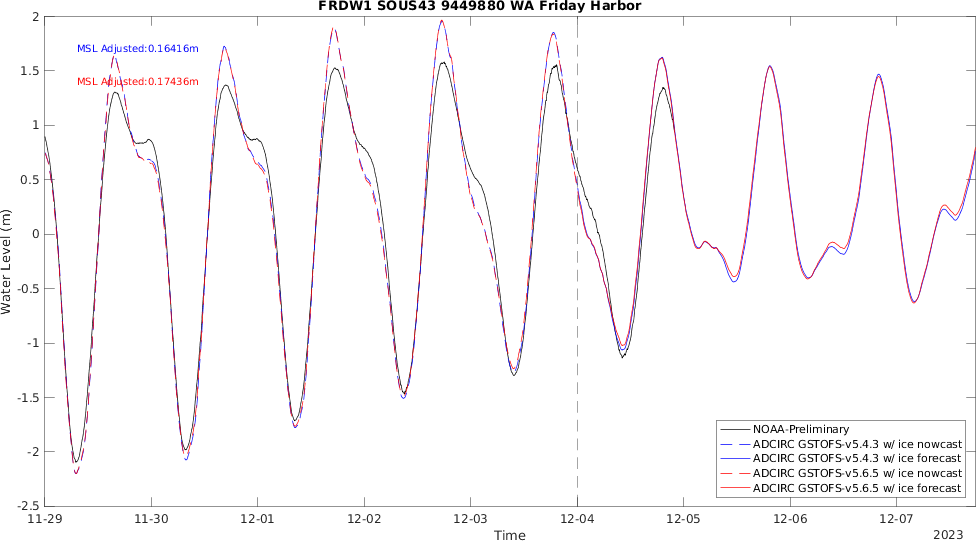 FRDW1 SOUS43 9449880 WA Friday Harbor
MSL Adjusted:0.16416m
MSL Adjusted:0.17436m
Water Level (m)
2
1.5
1
0.5
0
-0.5
-1
-1.5
-2
-2.5
11-29 11-30 12-01 12-02 12-03 12-04 12-05 12-06 12-07
Time
2023
NOAA-Preliminary
ADCIRC GSTOFS-v5.4.3 w/ ice nowcast
ADCIRC GSTOFS-v5.4.3 w/ ice forecast
ADCIRC GSTOFS-v5.6.5 w/ ice nowcast
ADCIRC GSTOFS-v5.6.5 w/ ice forecast